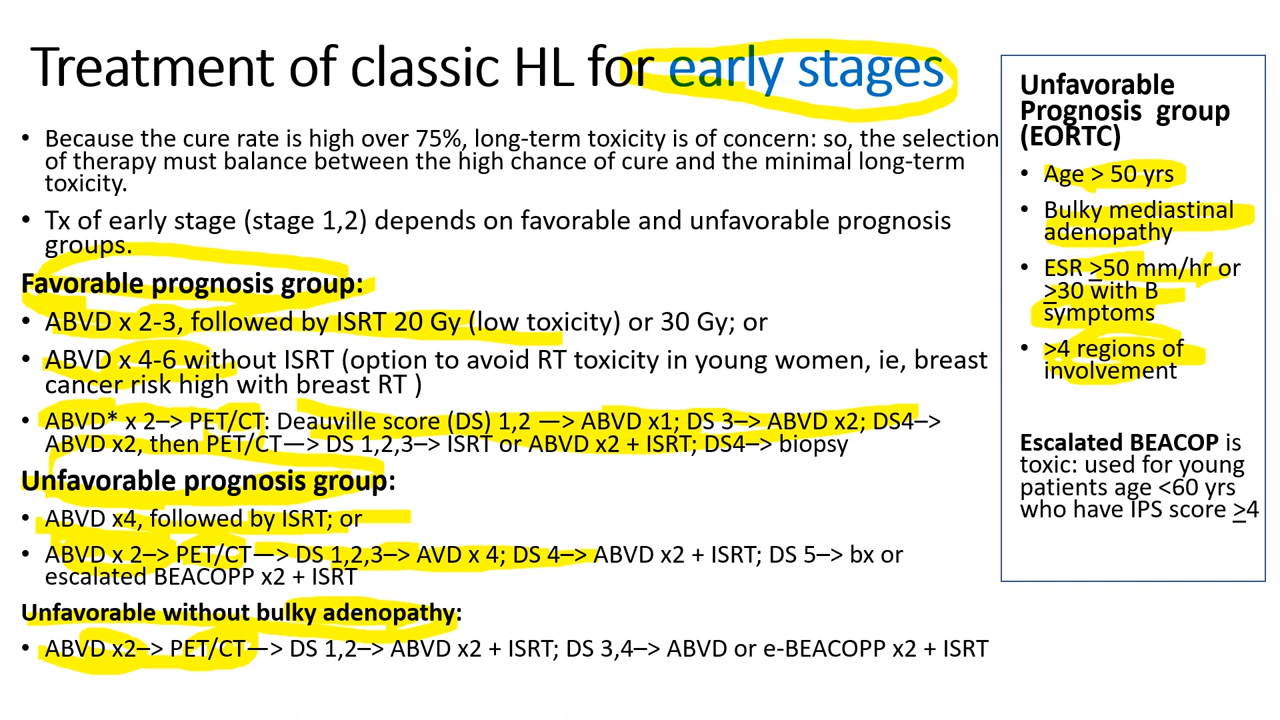 Treatment of classic HL for early stages
• Because the cure rate is high over 75%, long-term toxicity is of concern: so, the selection
of therapy must balance between the high chance of cure and the minimal long-term
toxicity.
• Tx of early stage (stage 1,2) depends on favorable and unfavorable prognosis
groups.
Favorable prognosis group:
• ABVD x 2-3, followed by ISRT 20 Gy (low toxicity) or 30 Gy; or
• ABVD x 4-6 without ISRT (option to avoid RT toxicity in young women, ie, breast
cancer risk high with breast RT )
• ABVD* x 2–> PET/CT: Deauville score (DS) 1,2 —> ABVD x1; DS 3–> ABVD x2; DS4–>
ABVD x2, then PET/CT—> DS 1,2,3–> ISRT or ABVD x2 + ISRT; DS4–> biopsy
Unfavorable prognosis group:
• ABVD x4, followed by ISRT; or
• ABVD x 2–> PET/CT—> DS 1,2,3–> AVD x 4; DS 4–> ABVD x2 + ISRT; DS 5–> bx or
escalated BEACOPP x2 + ISRT
Unfavorable without bulky adenopathy:
• ABVD x2–> PET/CT—> DS 1,2–> ABVD x2 + ISRT; DS 3,4–> ABVD or e-BEACOPP x2 + ISRT
Unfavorable
Prognosis group
(EORTC)
• Age > 50 yrs
• Bulky mediastinal
adenopathy
• ESR ≥50 mm/hr or
≥30 with B
symptoms
• >4 regions of
involvement
Escalated BEACOP is
toxic: used for young
patients age <60 yrs
who have IPS score ≥4